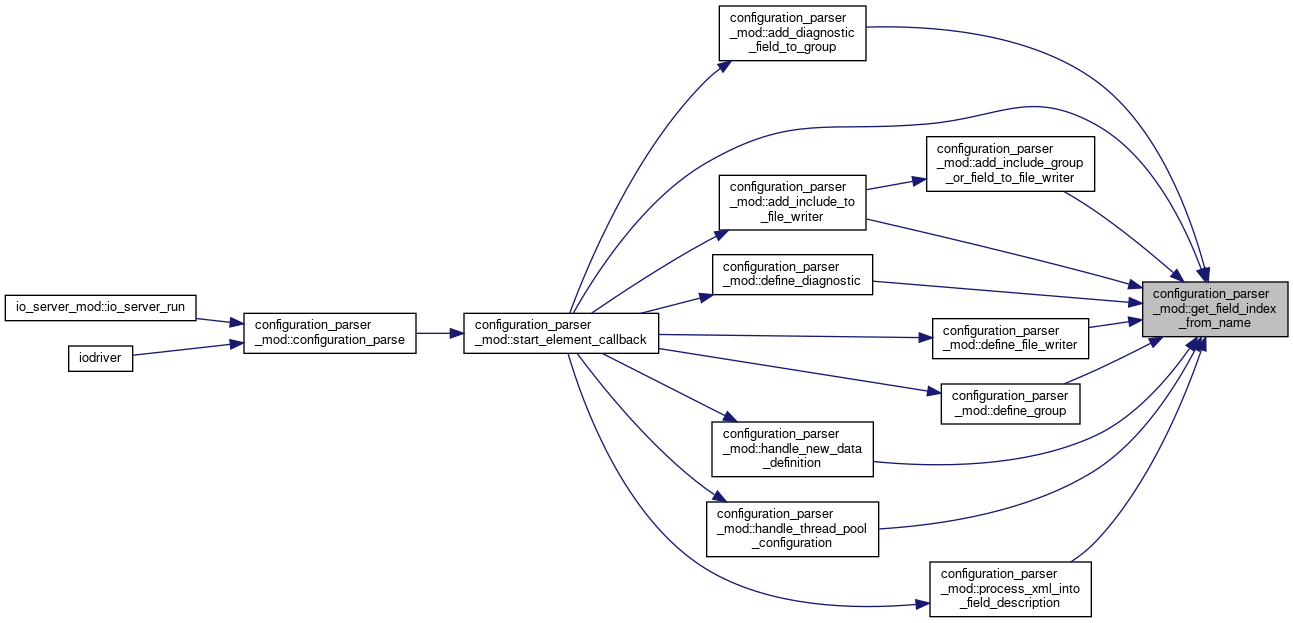 configuration_parser
_mod::add_diagnostic
_field_to_group
configuration_parser
_mod::add_include_group
_or_field_to_file_writer
configuration_parser
_mod::add_include_to
_file_writer
configuration_parser
_mod::define_diagnostic
configuration_parser
_mod::get_field_index
_from_name
io_server_mod::io_server_run
configuration_parser
_mod::configuration_parse
configuration_parser
_mod::start_element_callback
configuration_parser
_mod::define_file_writer
iodriver
configuration_parser
_mod::define_group
configuration_parser
_mod::handle_new_data
_definition
configuration_parser
_mod::handle_thread_pool
_configuration
configuration_parser
_mod::process_xml_into
_field_description